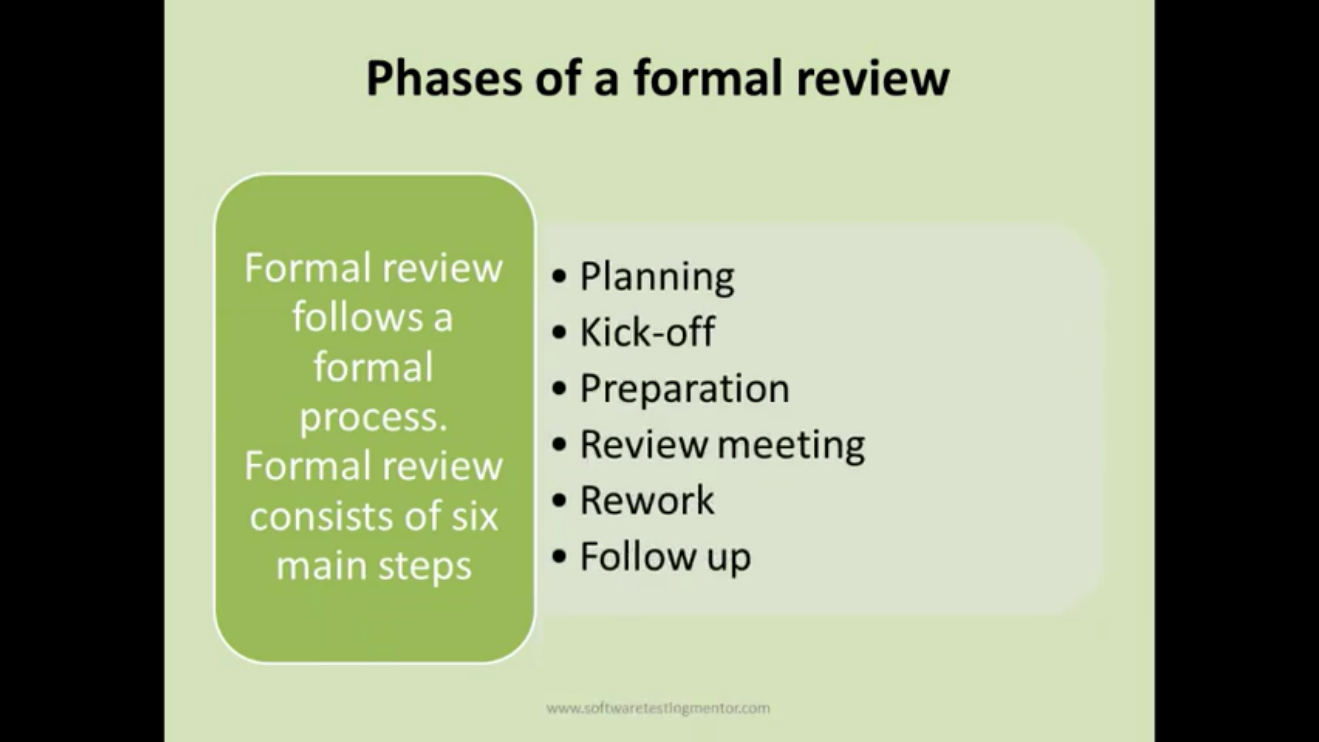 Phases of a formal review
Formal review
follows a
formal
process.
Formal review
consists of six
main steps
• Planning
• Kick-off
• Preparation
• Review meeting
• Rework
• Follow up
www.softwaretestingmentor.com